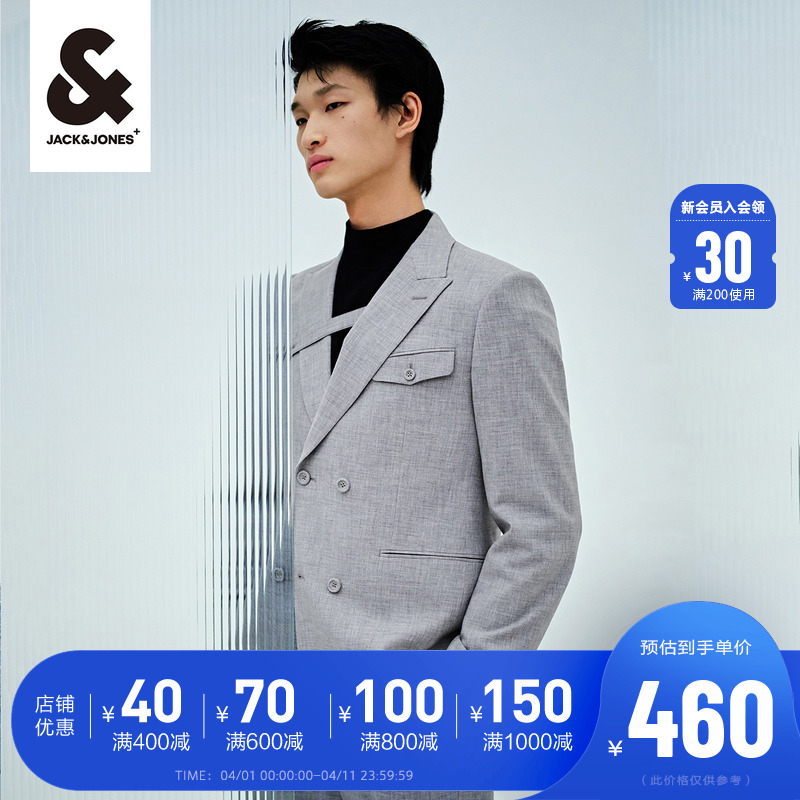 &
JACK&JONES+
新会员入会领
¥30
满200使用
预估到手单价
¥460
(此价格仅供参考)
店铺
优惠
¥40
满400减
¥70
满600减
¥100
满800减
¥150
满1000减
TIME: 04/01 00:00:00-04/11 23:59:59